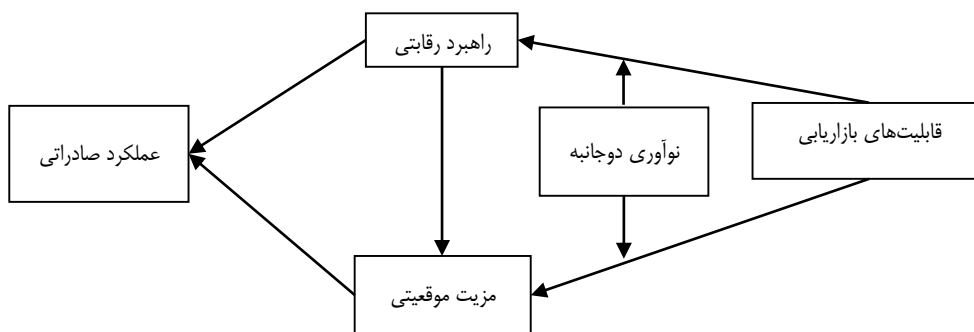 راهبرد رقابتی
قابلیت‌های بازاریابی
نوآوری دوجانبه
عملکرد صادراتی
مزیت موقعیتی